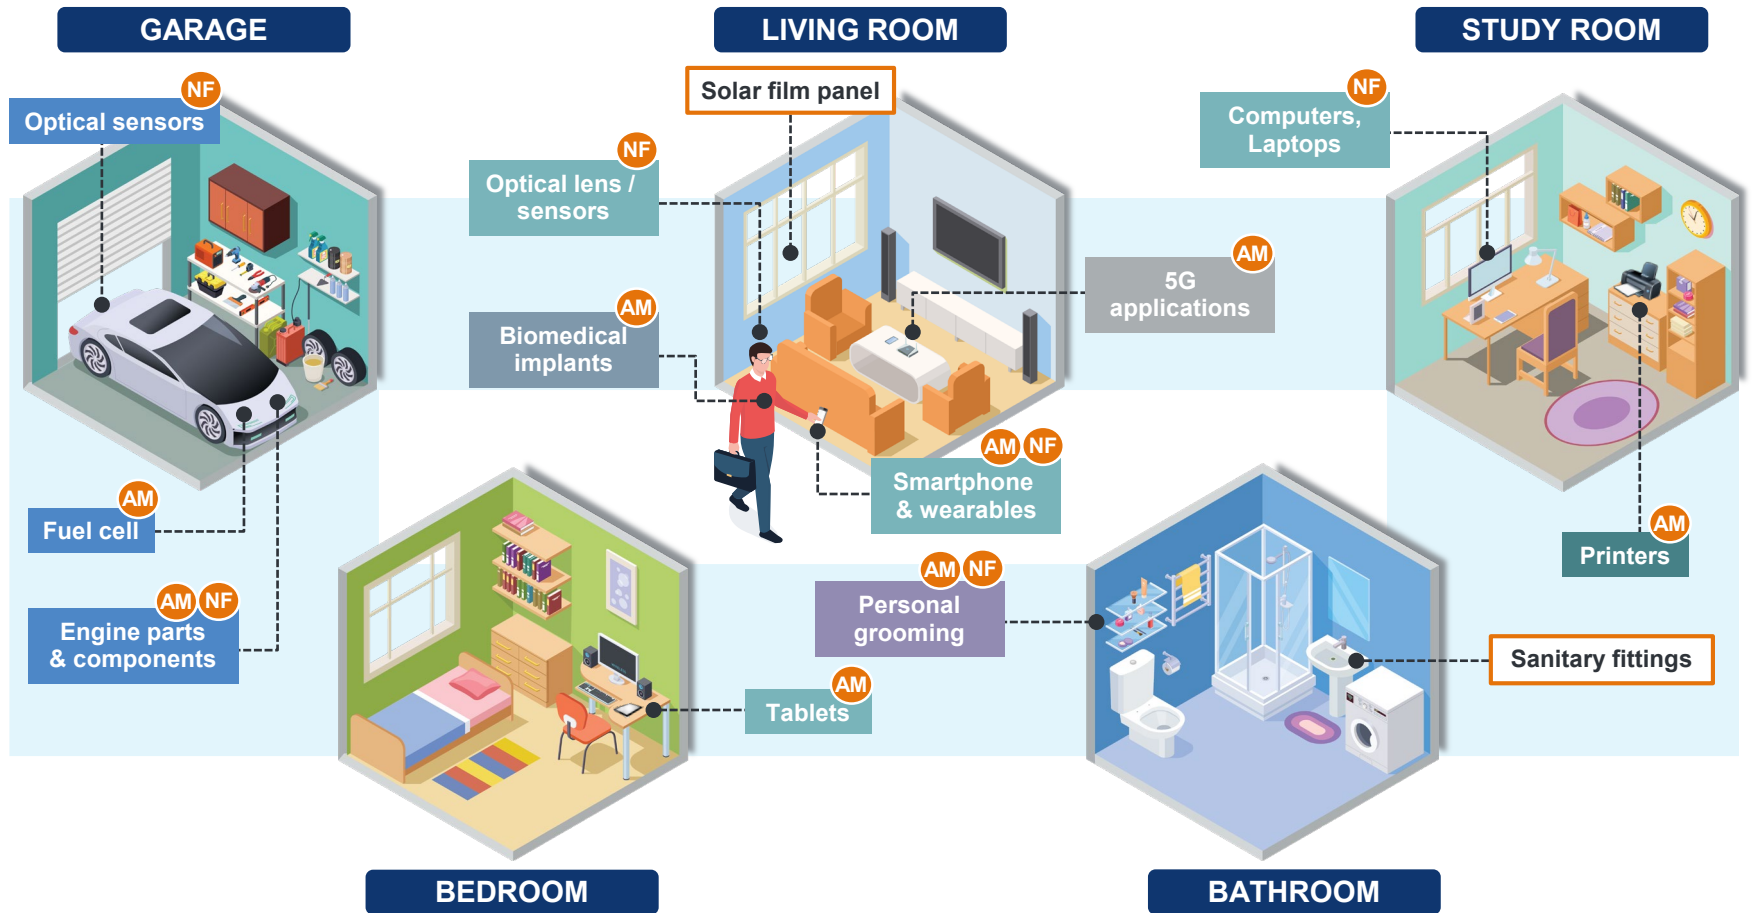 GARAGE
LIVING ROOM
STUDY ROOM
NF
Optical sensors
Solar film panel
NF
Computers,
Laptops
NF
Optical lens /
sensors
AM
5G
applications
AM
Biomedical
implants
AM NF
Smartphone
& wearables
AM
Fuel cell
AM
Printers
AM NF
Engine parts
& components
AM NF
Personal
grooming
Sanitary fittings
AM
Tablets
BEDROOM
BATHROOM